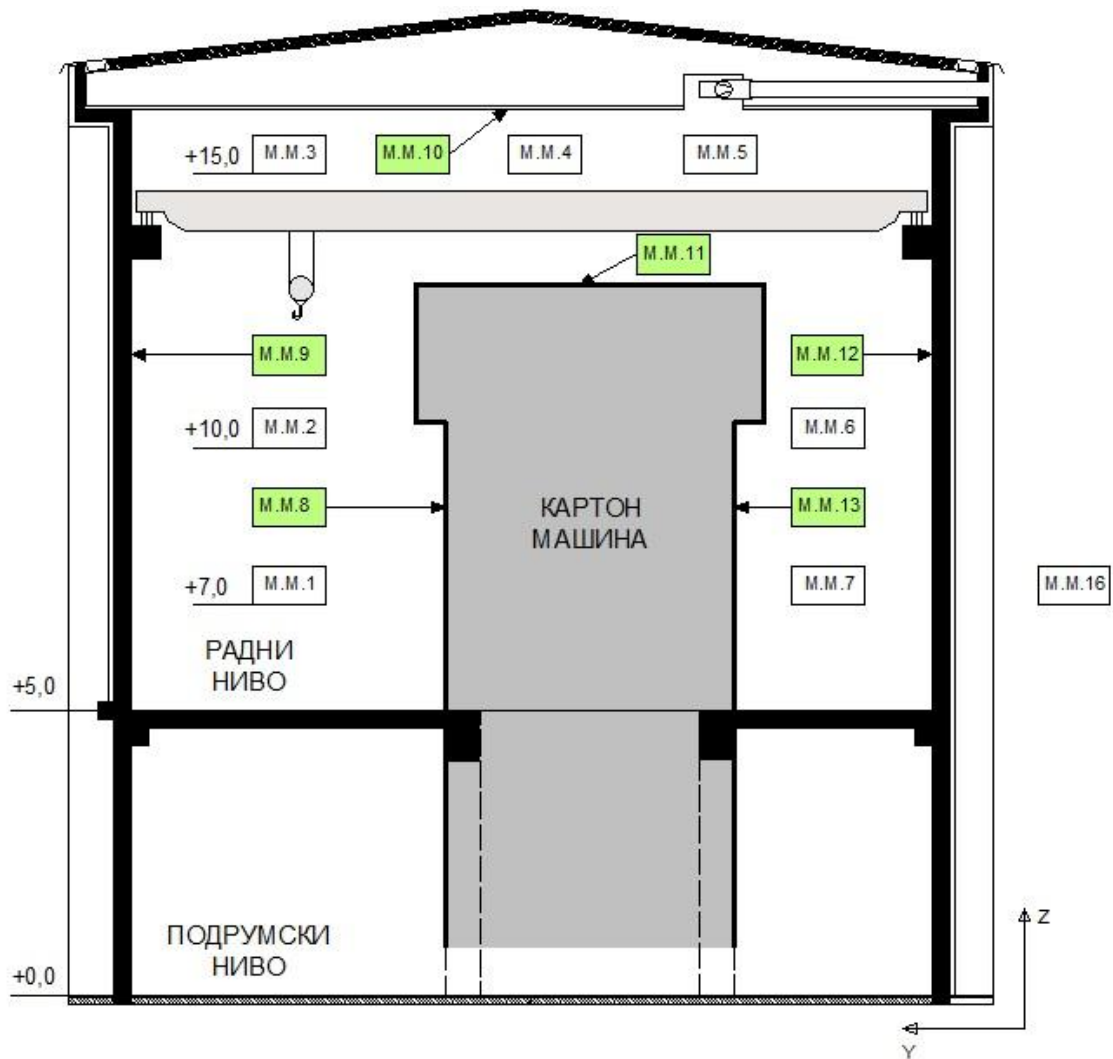 +15,0
М.М.3
М.М.10
М.М.4
М.М.5
М.М.11
М.М.9
М.М.12
+10,0
М.М.2
М.М.6
М.М.8
КАРТОН
МАШИНА
М.М.13
+7,0
М.М.1
М.М.7
М.М.16
РАДНИ
НИВО
+5,0
ПОДРУМСКИ
НИВО
+0,0
Z
Y